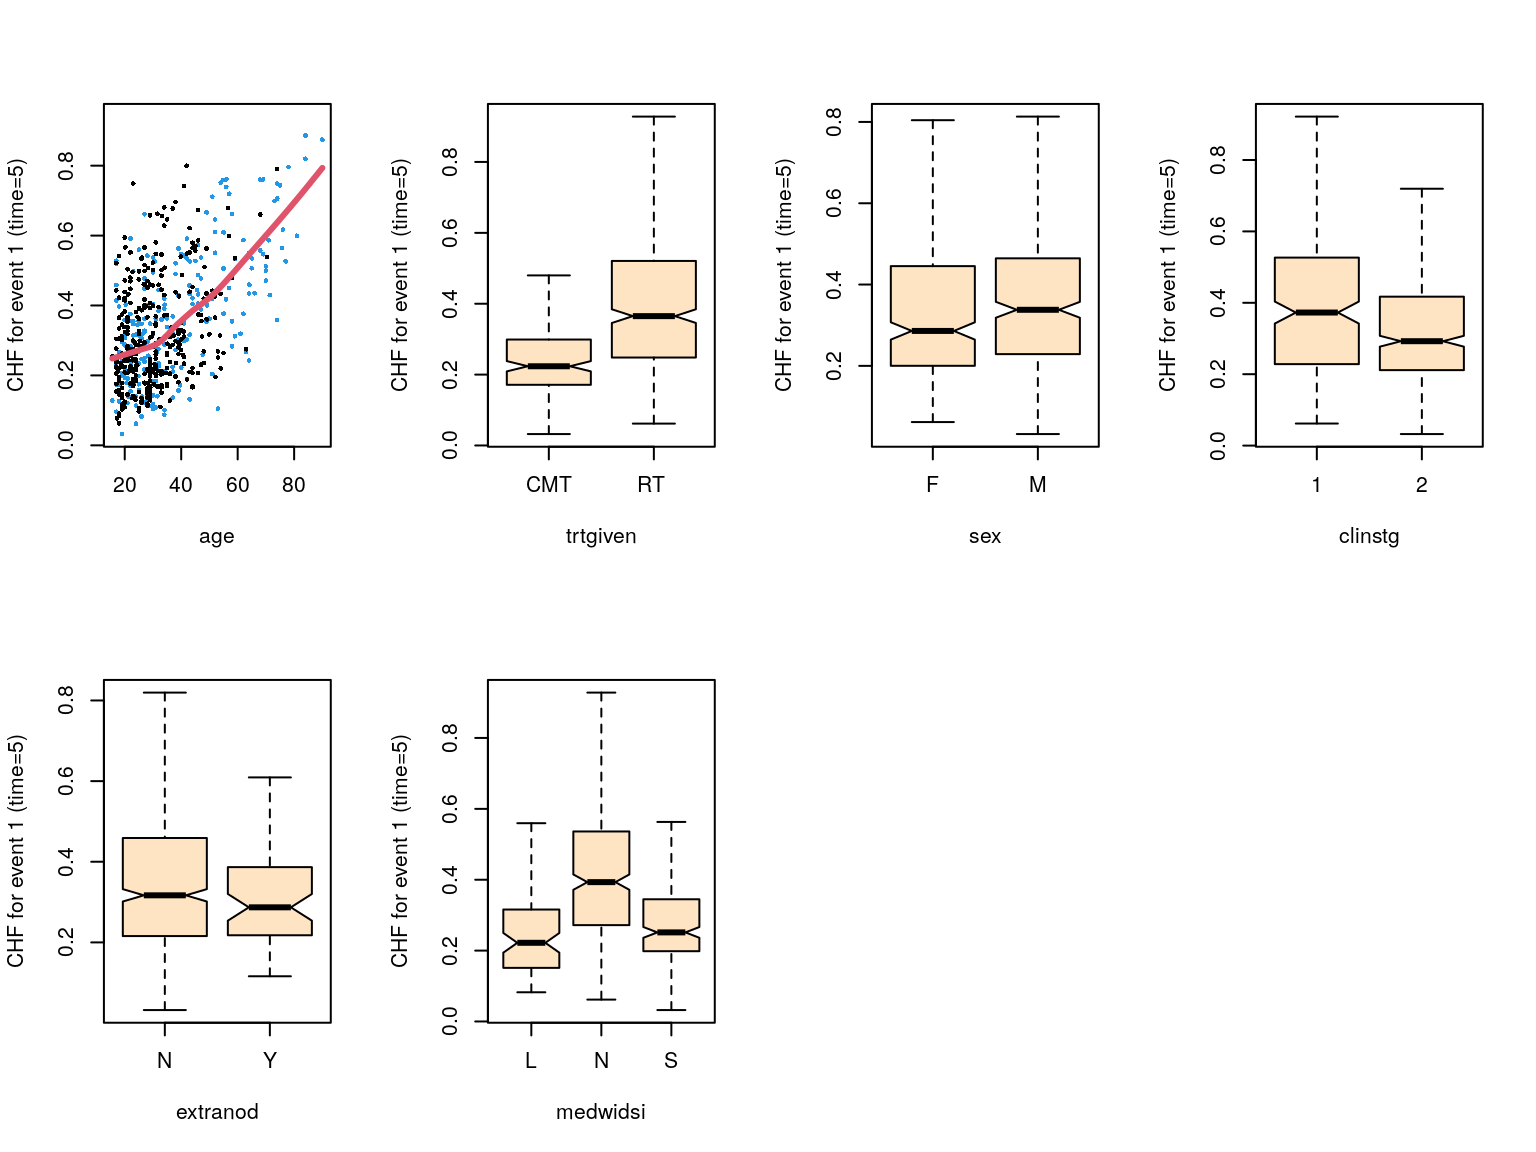 CHF for event 1 (time=5)
0.0 0.2 0.4 0.6 0.8
20 40 60 80
age
CHF for event 1 (time=5)
0.0 0.2 0.4 0.6 0.8
CMT RT
trtgiven
CHF for event 1 (time=5)
0.2 0.4 0.6 0.8
F M
sex
CHF for event 1 (time=5)
0.0 0.2 0.4 0.6 0.8
1 2
clinstg
CHF for event 1 (time=5)
0.2 0.4 0.6 0.8
N Y
extranod
CHF for event 1 (time=5)
0.0 0.2 0.4 0.6 0.8
L N S
medwidsi